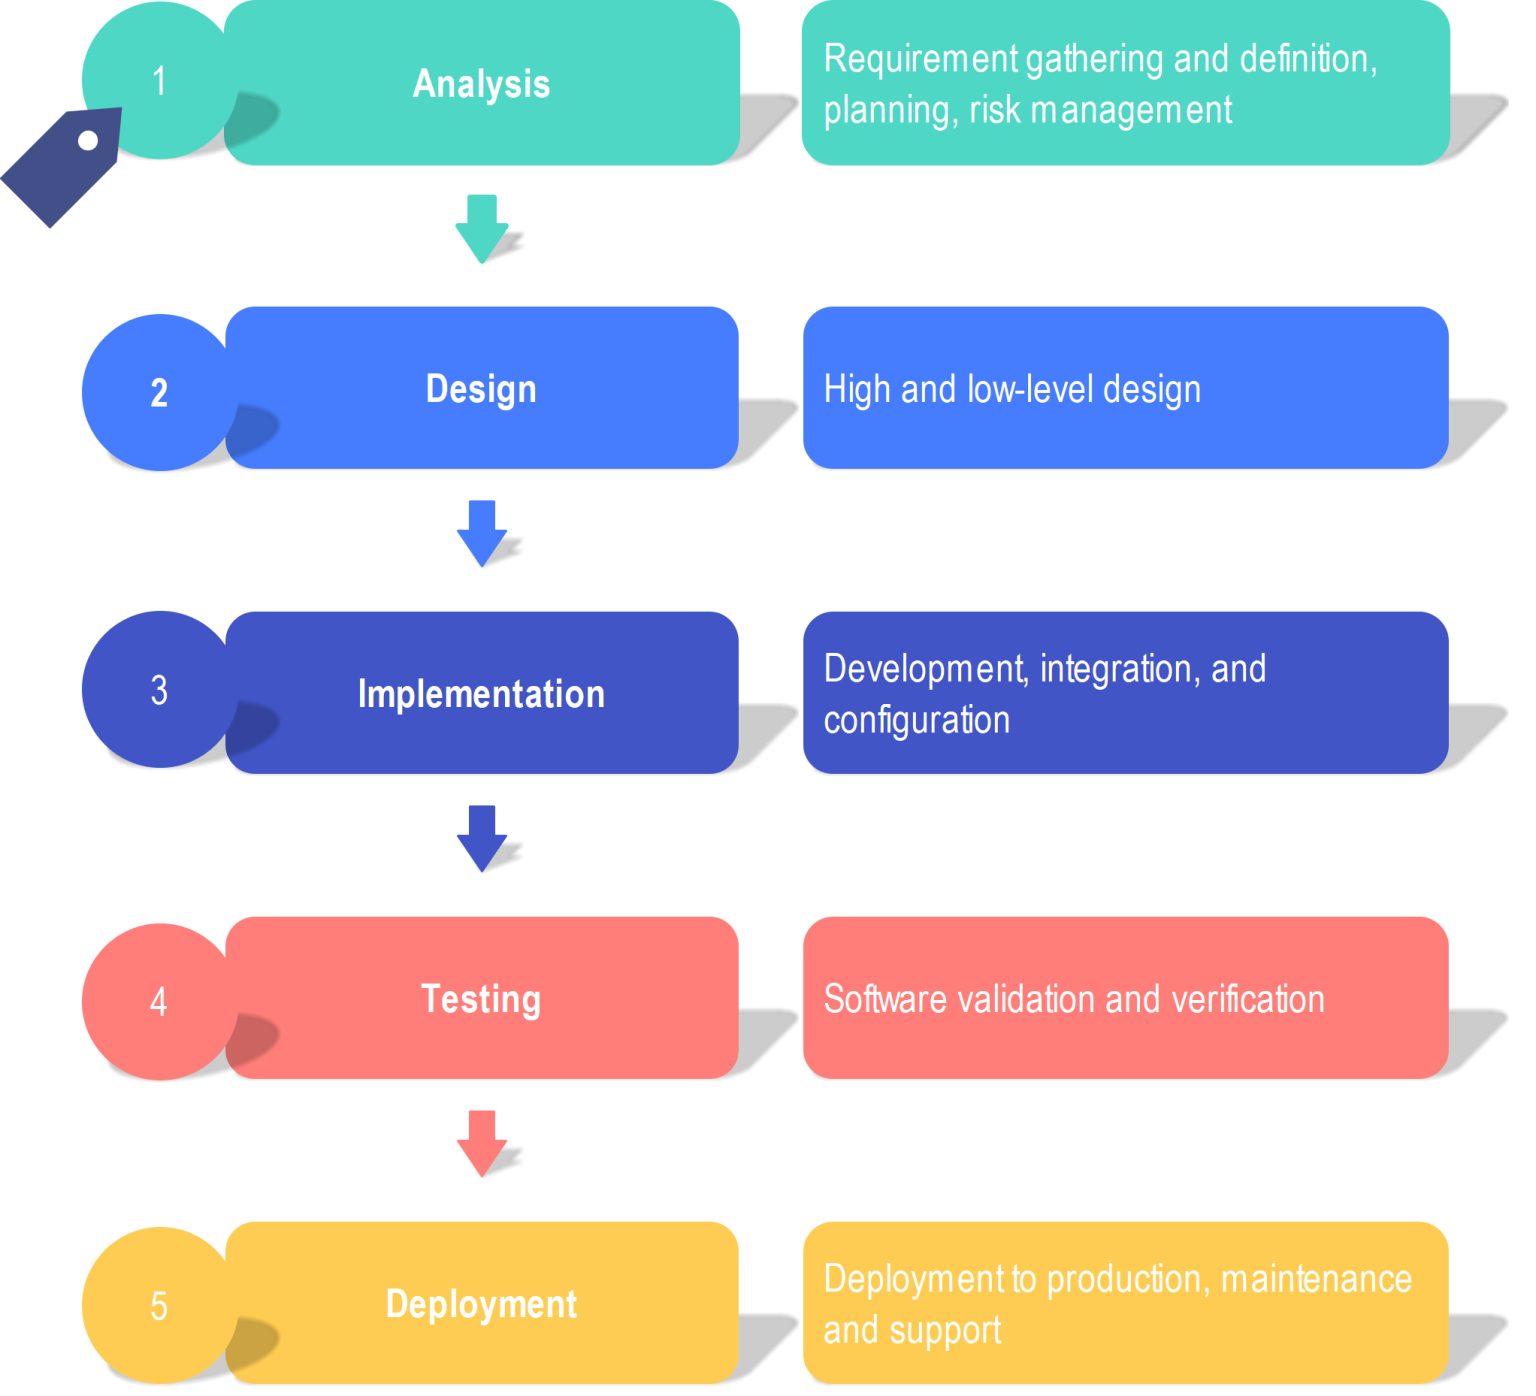 1
Analysis
Requirement gathering and definition,
planning, risk management
2
Design
High and low-level design
3
Implementation
Development, integration, and
configuration
4
Testing
Software validation and verification
5
Deployment
Deployment to production, maintenance
and support